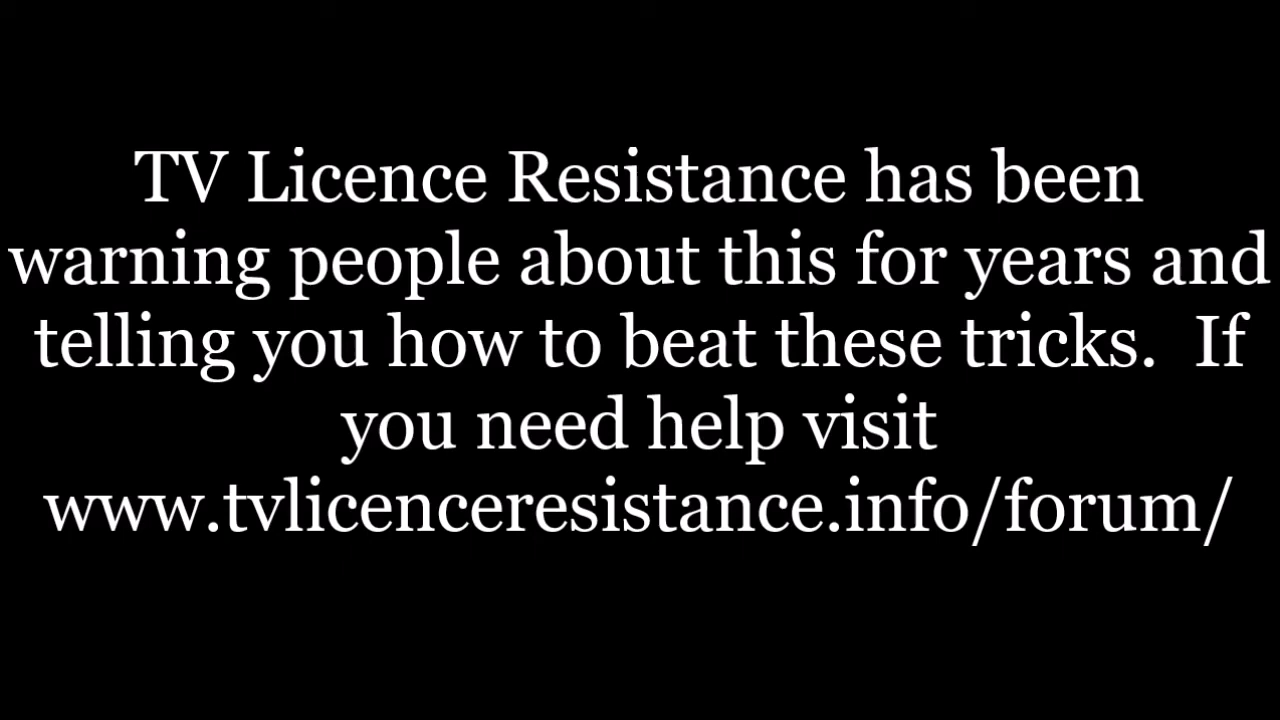 TV Licence Resistance has been
warning people about this for years and
telling you how to beat these tricks.  If
you need help visit
www.tvlicenceresistance.info/forum/